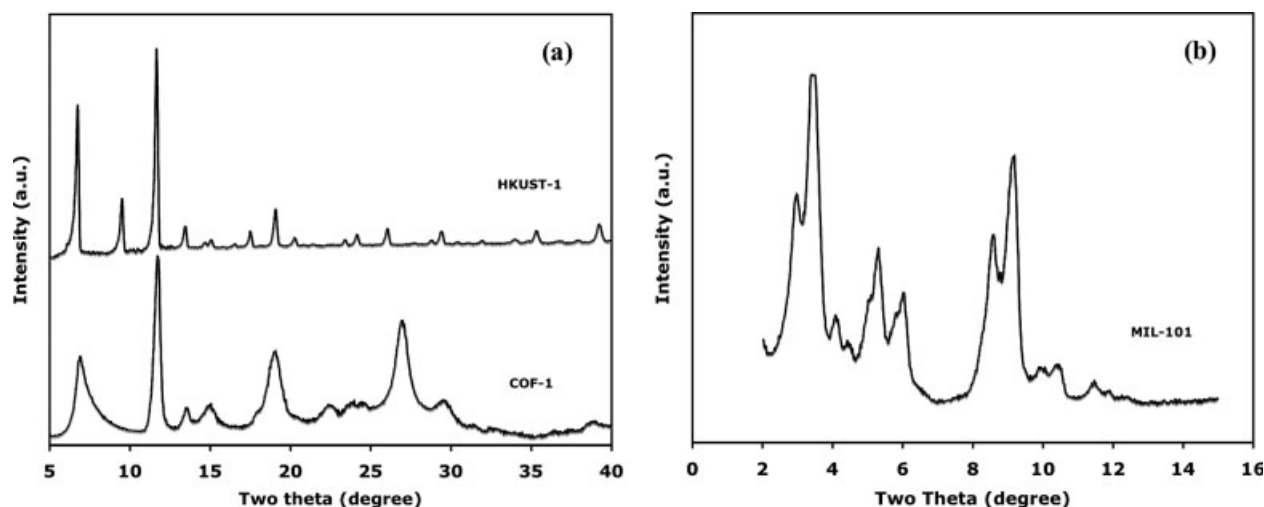 (a)
HKUST-1
COF-1
Intensity (a.u.)
5 10 15 20 25 30 35 40
Two theta (degree)
(b)
MIL-101
Intensity (a.u.)
0 2 4 6 8 10 12 14 16
Two Theta (degree)